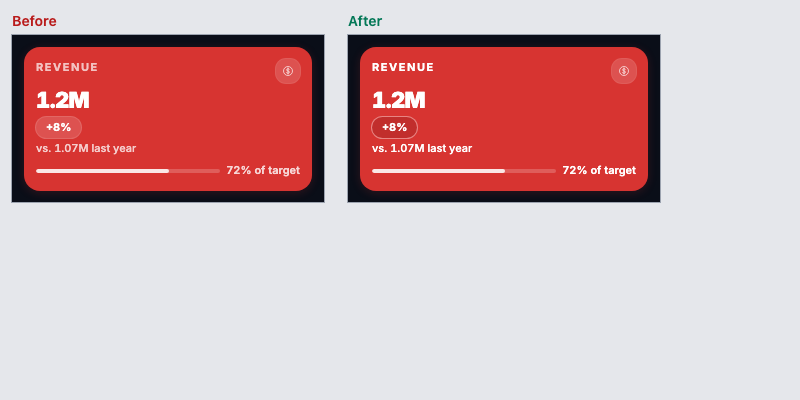 Before
REVENUE
1.2M
+8%
vs. 1.07M last year
72% of target
After
REVENUE
1.2M
+8%
vs. 1.07M last year
72% of target